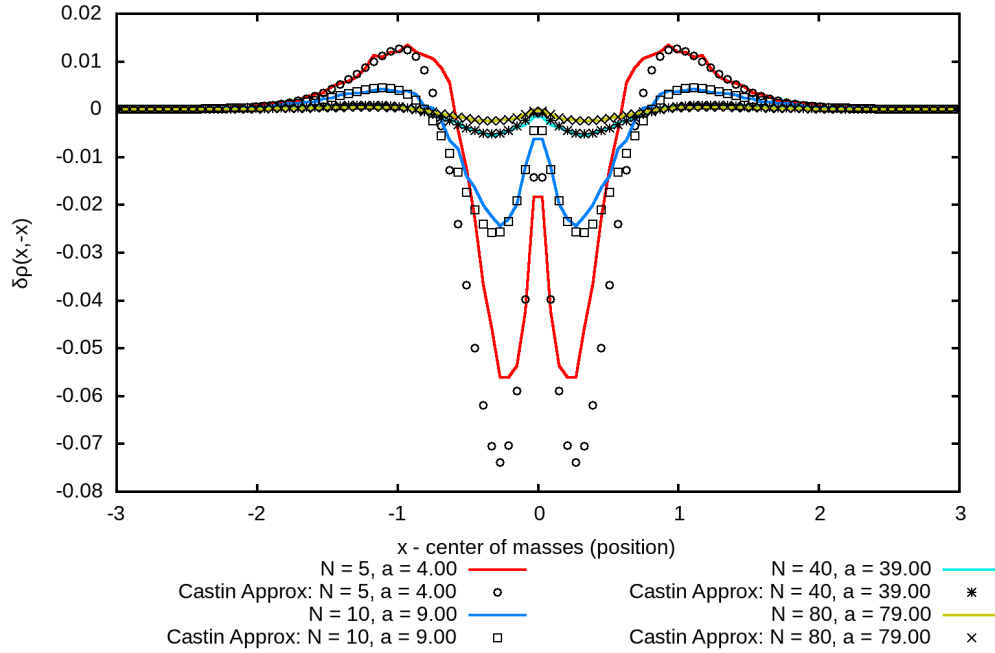 0.02
0.01
0
-0.01
-0.02
-0.03
-0.04
-0.05
-0.06
-0.07
-0.08
δρ(x,-x)
-3 -2 -1 0 1 2 3
x - center of masses (position)
N = 5, a = 4.00
Castin Approx: N = 5, a = 4.00
N = 10, a = 9.00
Castin Approx: N = 10, a = 9.00
N = 40, a = 39.00
Castin Approx: N = 40, a = 39.00
N = 80, a = 79.00
Castin Approx: N = 80, a = 79.00